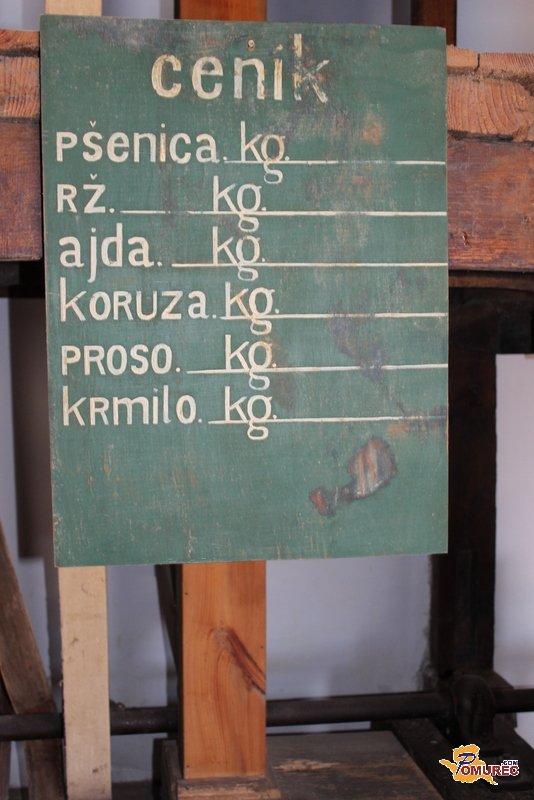 cenik
pšenica. kg.
RŽ. kg.
ajda. kg.
koruza. kg.
proso. kg.
krmilo. kg.
POMUREC.COM